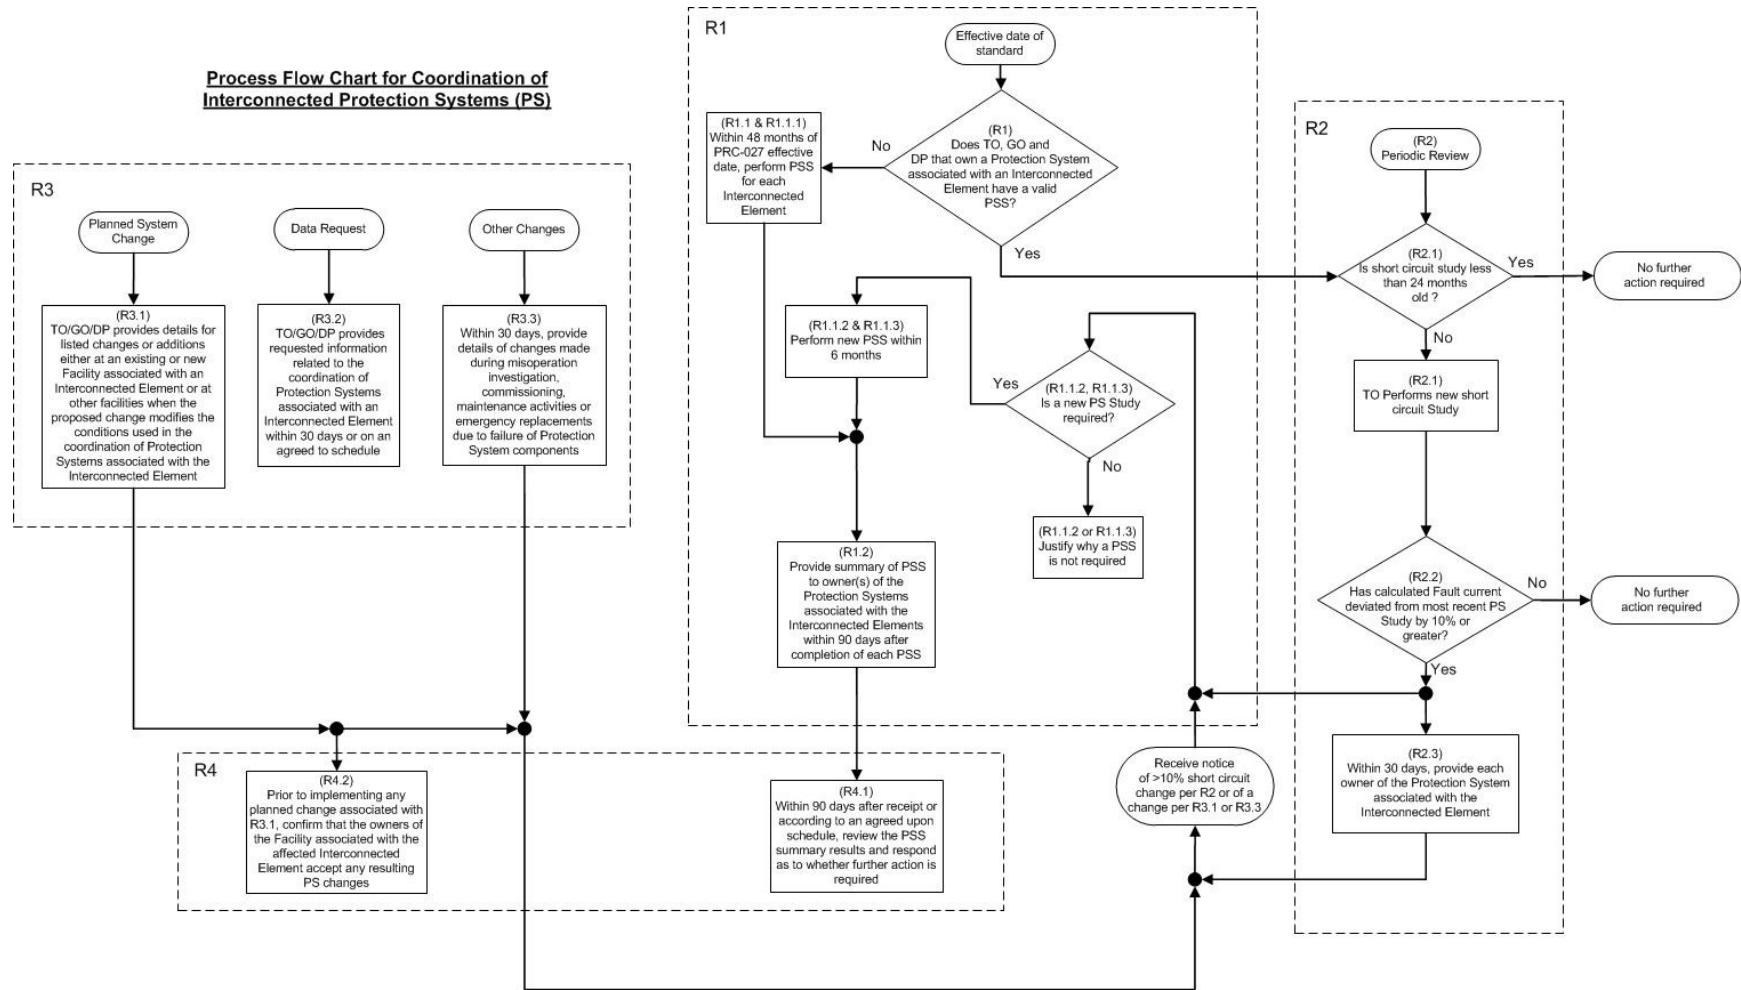 Process Flow Chart for Coordination of
Interconnected Protection Systems (PS)
R3
Planned System
Change
Data Request
Other Changes
(R3.1)
TO/GO/DP provides details for
listed changes or additions
either at an existing or new
Facility associated with an
Interconnected Element or at
other facilities when the
proposed change modifies the
conditions used in the
coordination of Protection
Systems associated with the
Interconnected Element
(R3.2)
TO/GO/DP provides
requested information
related to the
coordination of
Protection Systems
associated with an
Interconnected Element
within 30 days or on an
agreed to schedule
(R3.3)
Within 30 days, provide
details of changes made
during misoperation
investigation,
commissioning,
maintenance activities or
emergency replacements
due to failure of Protection
System components
R1
Effective date of
standard
(R1)
Does TO, GO and
DP that own a Protection System
associated with an Interconnected
Element have a valid
PSS?
No
Yes
(R1.1 & R1.1.1)
Within 48 months of
PRC-027 effective
date, perform PSS
for each
Interconnected
Element
(R1.1.2 & R1.1.3)
Perform new PSS within
6 months
Yes
(R1.1.2, R1.1.3)
Is a new PS Study
required?
No
(R1.1.2 or R1.1.3)
Justify why a PSS
is not required
(R1.2)
Provide summary of PSS
to owner(s) of the
Protection Systems
associated with the
Interconnected Elements
within 90 days after
completion of each PSS
R2
(R2)
Periodic Review
(R2.1)
Is short circuit study less
than 24 months
old ?
Yes
No further
action required
No
(R2.1)
TO Performs new short
circuit Study
(R2.2)
Has calculated Fault current
deviated from most recent PS
Study by 10% or
greater?
No
No further
action required
Yes
(R2.3)
Within 30 days, provide each
owner of the Protection System
associated with the
Interconnected Element
Receive notice
of >10% short circuit
change per R2 or of a
change per R3.1 or R3.3
R4
(R4.2)
Prior to implementing any
planned change associated with
R3.1, confirm that the owners of
the Facility associated with the
affected Interconnected
Element accept any resulting
PS changes
(R4.1)
Within 90 days after receipt or
according to an agreed upon
schedule, review the PSS
summary results and respond
as to whether further action is
required